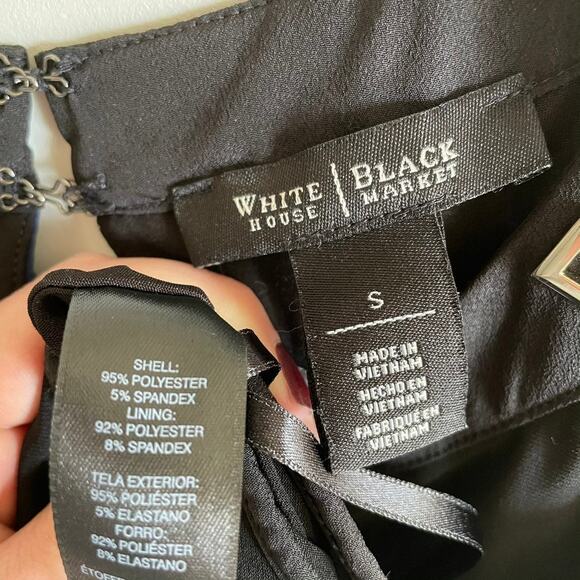 WHITE HOUSE | BLACK MARKET
S
MADE IN
VIETNAM
HECHO EN
VIETNAM
FABRIQUÉ EN
VIETNAM
SHELL:
95% POLYESTER
5% SPANDEX
LINING:
92% POLYESTER
8% SPANDEX
TELA EXTERIOR:
95% POLIÉSTER
5% ELASTANO
FORRO:
92% POLIÉSTER
8% ELASTANO